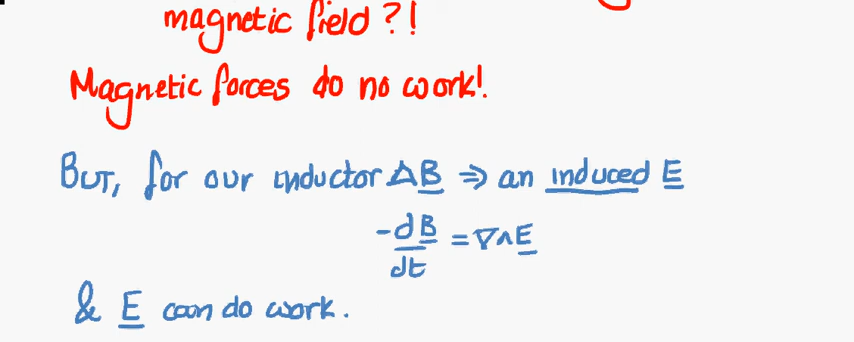 magnetic field?!
Magnetic forces do no work!
But, for our inductor ΔB ⇒ an induced E
-dB/dt = ∇∧E
& E can do work.